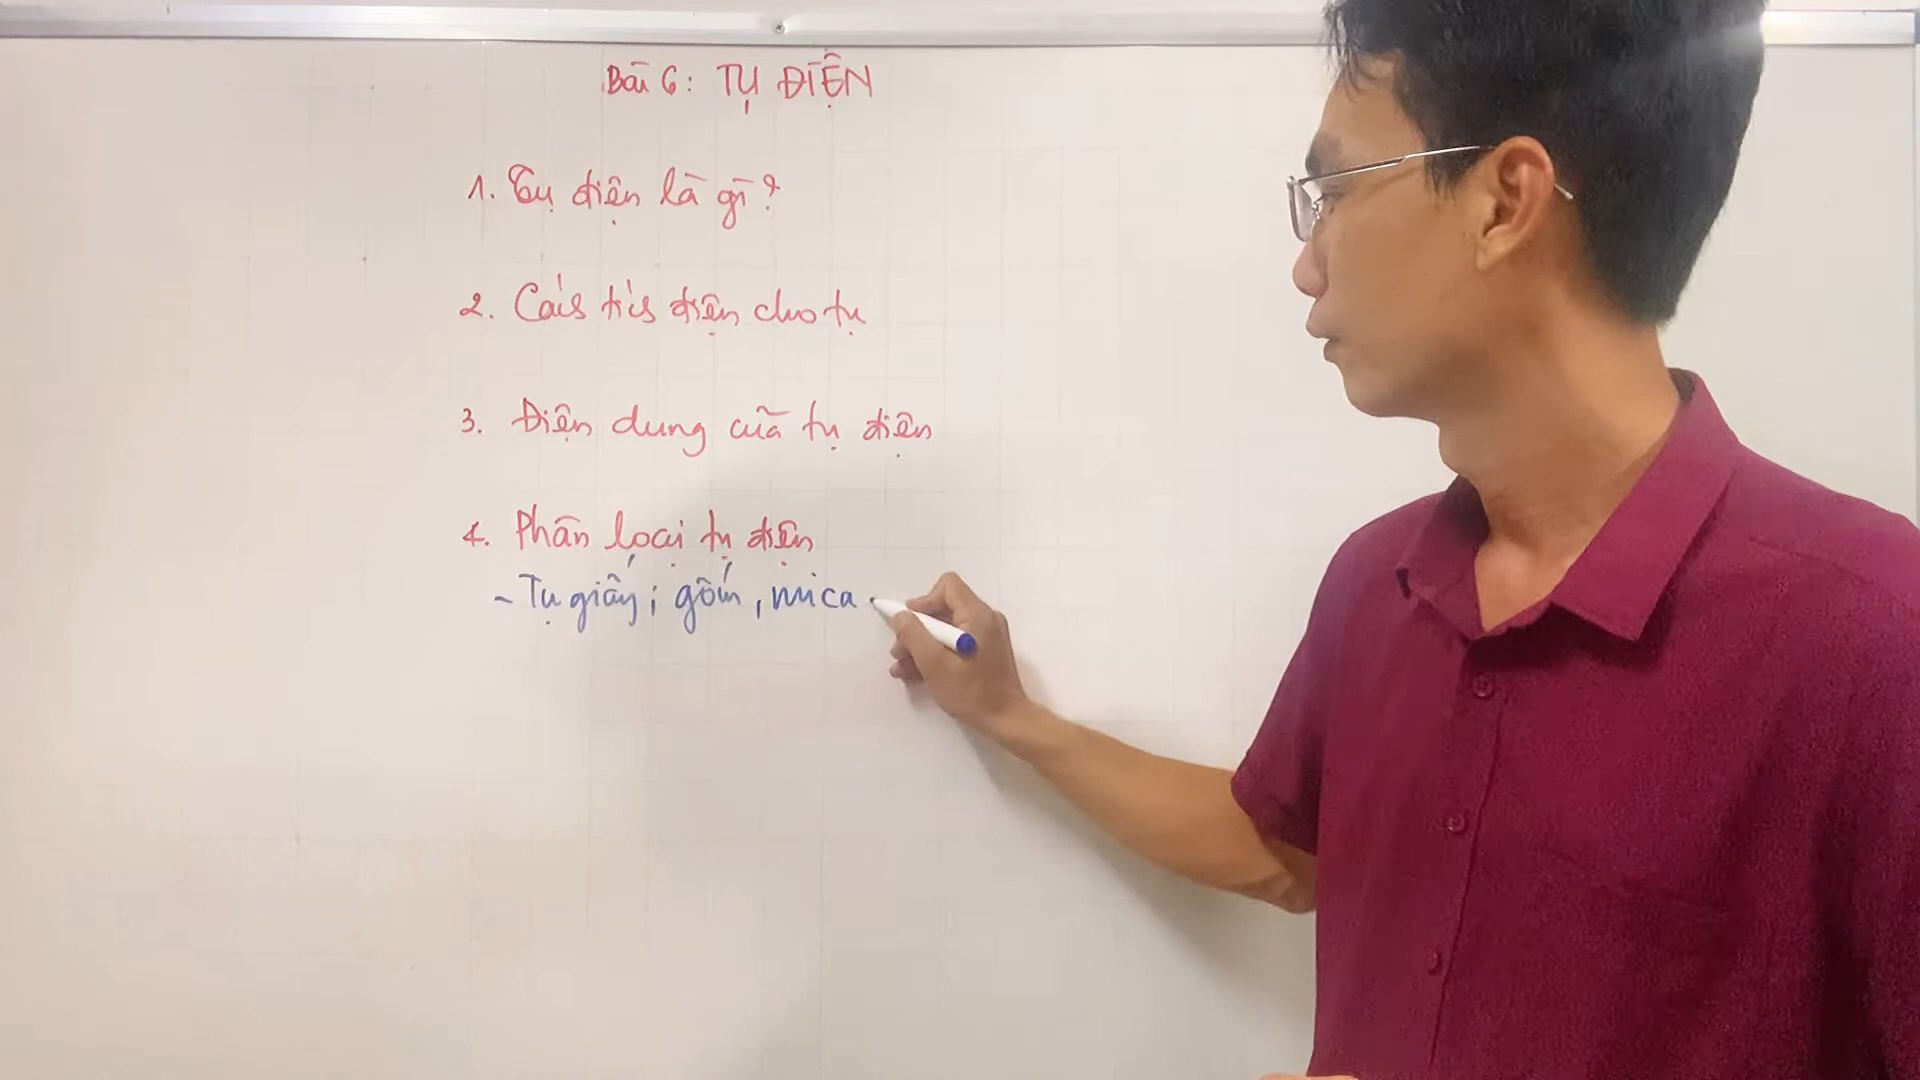 Bài 6: TỤ ĐIỆN
1. Tụ điện là gì?
2. Cách tích điện cho tụ
3. Điện dung của tụ điện
4. Phân loại tụ điện
- Tụ giấy, gốm, mica.